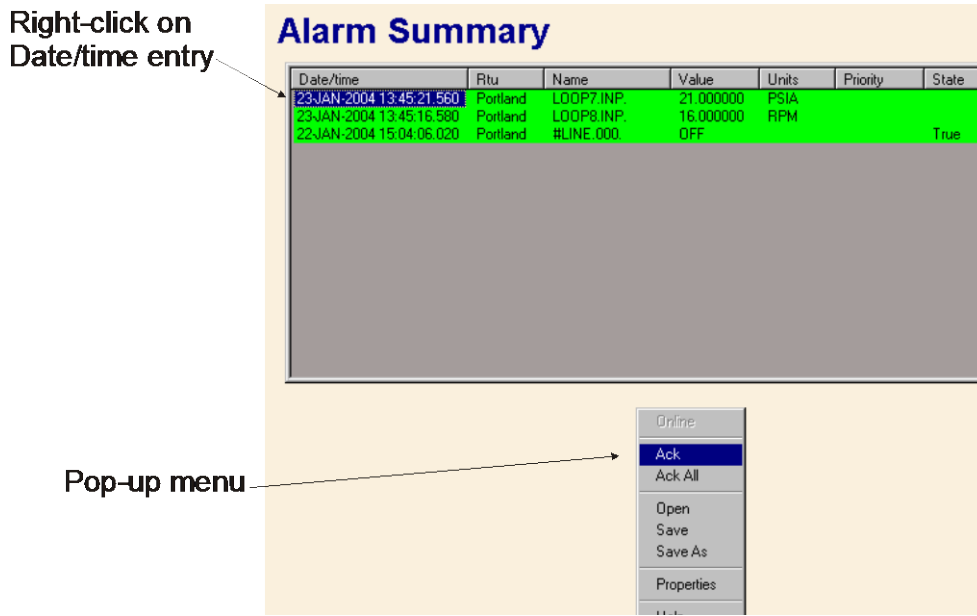 Right-click on
Date/time entry
Alarm Summary
Date/time Rtu Name Value Units Priority State
23-JAN-2004 13:45:21.560 Portland LOOP7.INP. 21.000000 PSIA
23-JAN-2004 13:45:16.580 Portland LOOP8.INP. 16.000000 RPM
22-JAN-2004 15:04:06.020 Portland #LINE.000. OFF True
Pop-up menu
Online
Ack
Ack All
Open
Save
Save As
Properties